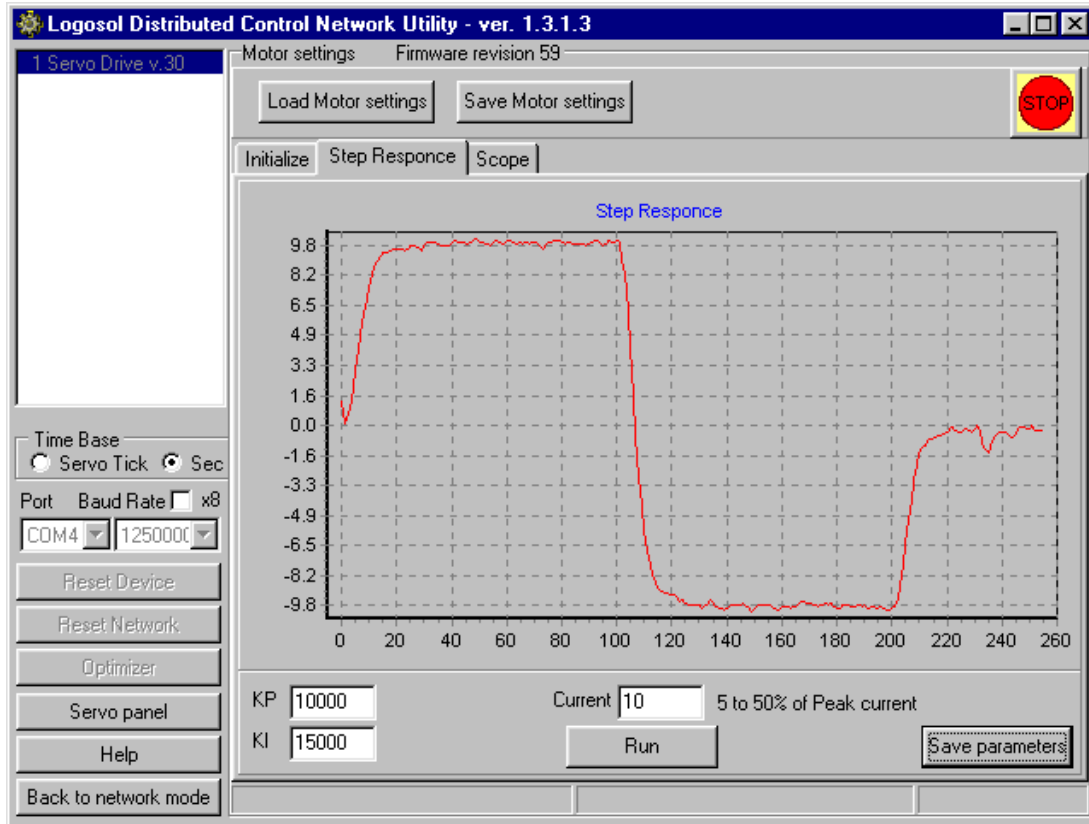 Logosol Distributed Control Network Utility - ver. 1.3.1.3
1 Servo Drive v.30
Motor settings Firmware revision 59
Load Motor settings Save Motor settings STOP
Initialize Step Responce Scope
Step Responce
9.8
8.2
6.5
4.9
3.3
1.6
0.0
-1.6
-3.3
-4.9
-6.5
-8.2
-9.8
0 20 40 60 80 100 120 140 160 180 200 220 240 260
Time Base
Servo Tick Sec
Port Baud Rate x8
COM4 1250000
Reset Device
Reset Network
Optimizer
Servo panel
Help
Back to network mode
KP 10000 Current 10 5 to 50% of Peak current
KI 15000 Run Save parameters